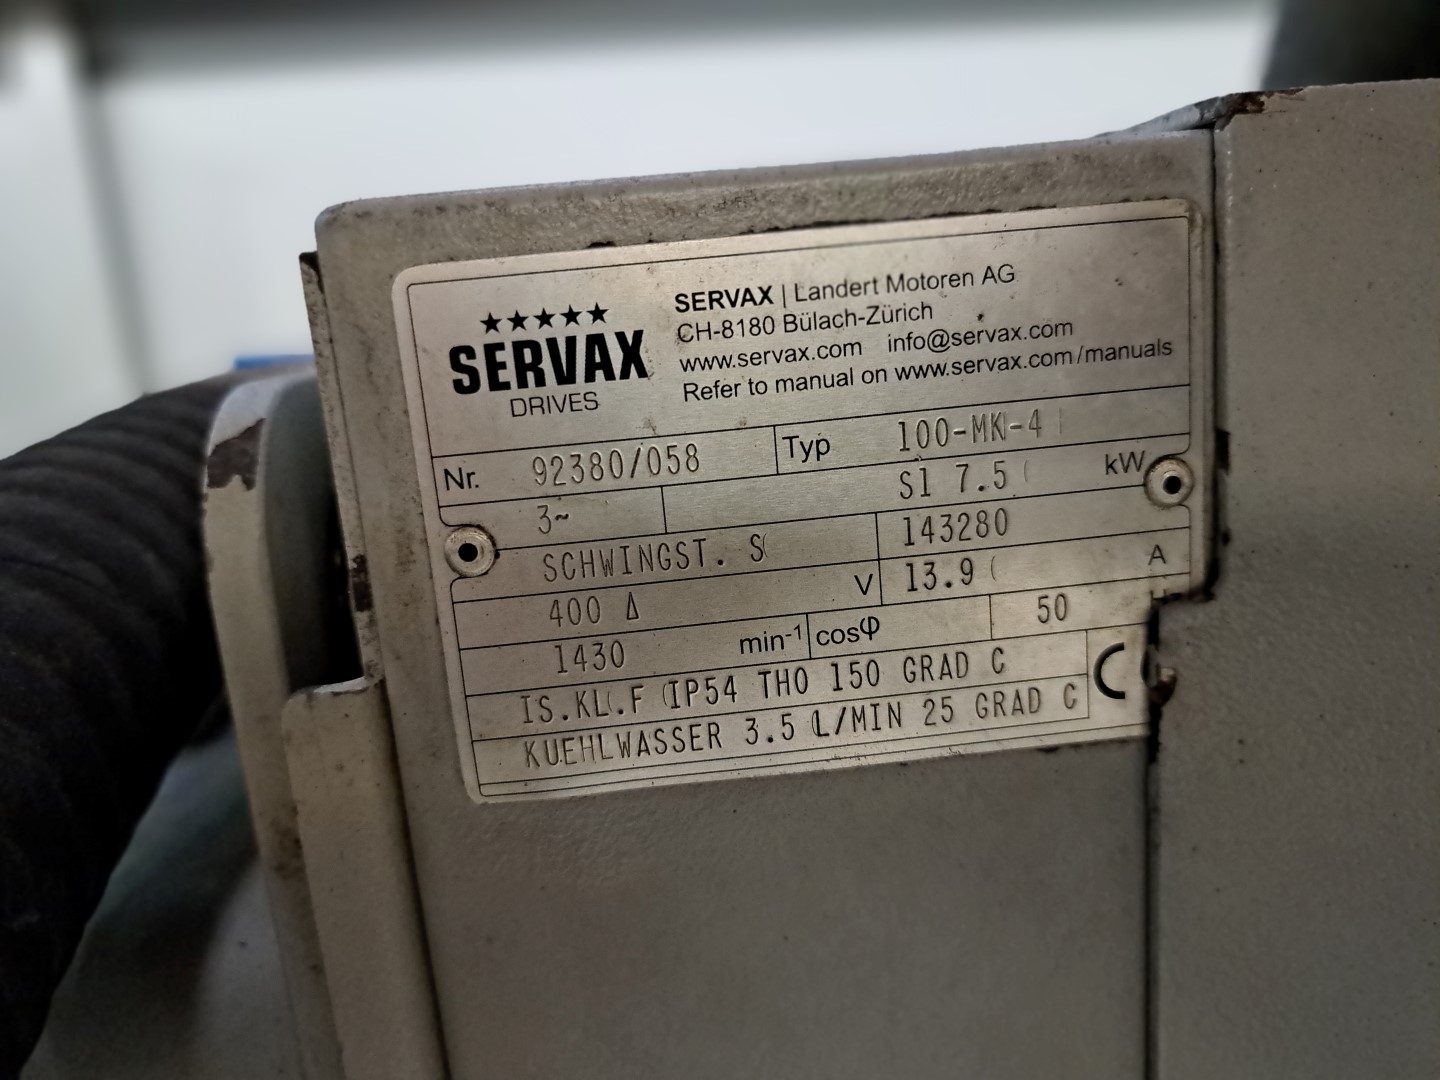 ★★★★★
SERVAX
DRIVES
SERVAX | Landert Motoren AG
CH-8180 Bülach-Zürich
www.servax.com info@servax.com
Refer to manual on www.servax.com/manuals
Nr. 92380/058 Typ 100-MK-4
3~ S1 7.5 kW
SCHWINGST. S 143280
400 Δ V 13.9 A
1430 min⁻¹ cosφ 50
IS.KL.F IP54 THO 150 GRAD C
KUEHLWASSER 3.5 L/MIN 25 GRAD C